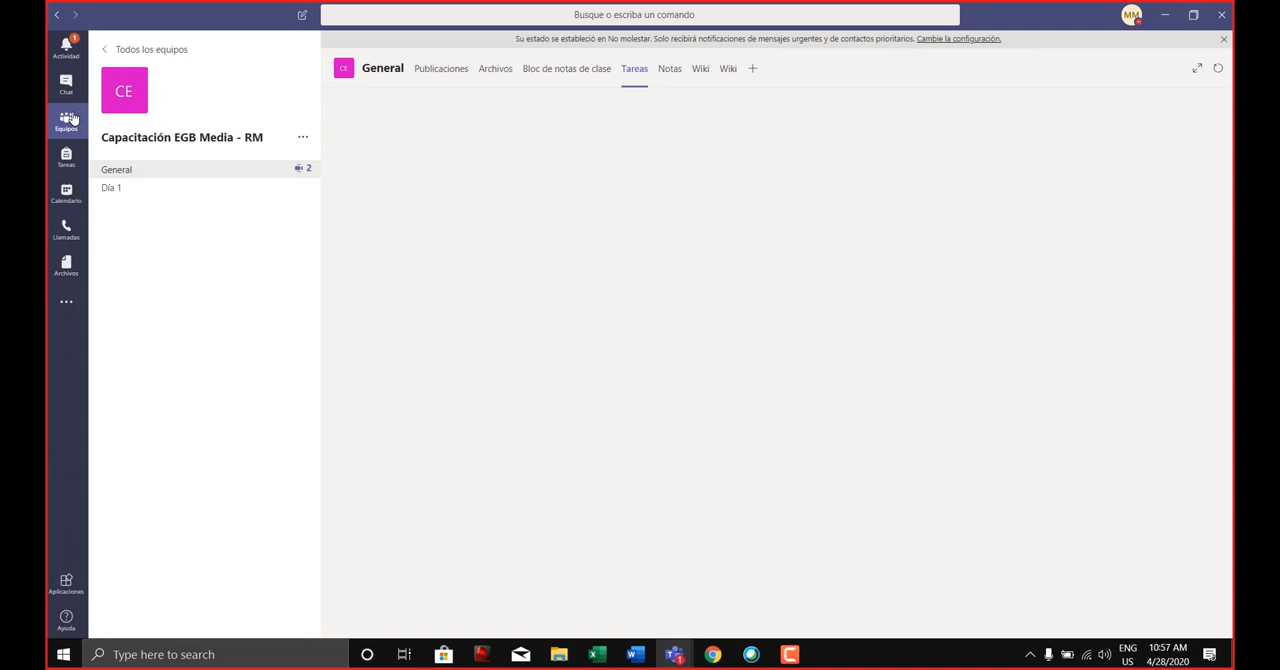 Busque o escriba un comando
MM
Su estado se estableció en No molestar. Solo recibirá notificaciones de mensajes urgentes y de contactos prioritarios. Cambie la configuración.
1
Actividad
Chat
Equipos
Tareas
Calendario
Llamadas
Archivos
Aplicaciones
Ayuda
Todos los equipos
CE
Capacitación EGB Media - RM
General 2
Día 1
CE General Publicaciones Archivos Bloc de notas de clase Tareas Notas Wiki Wiki
Type here to search
1
ENG
US
10:57 AM
4/28/2020